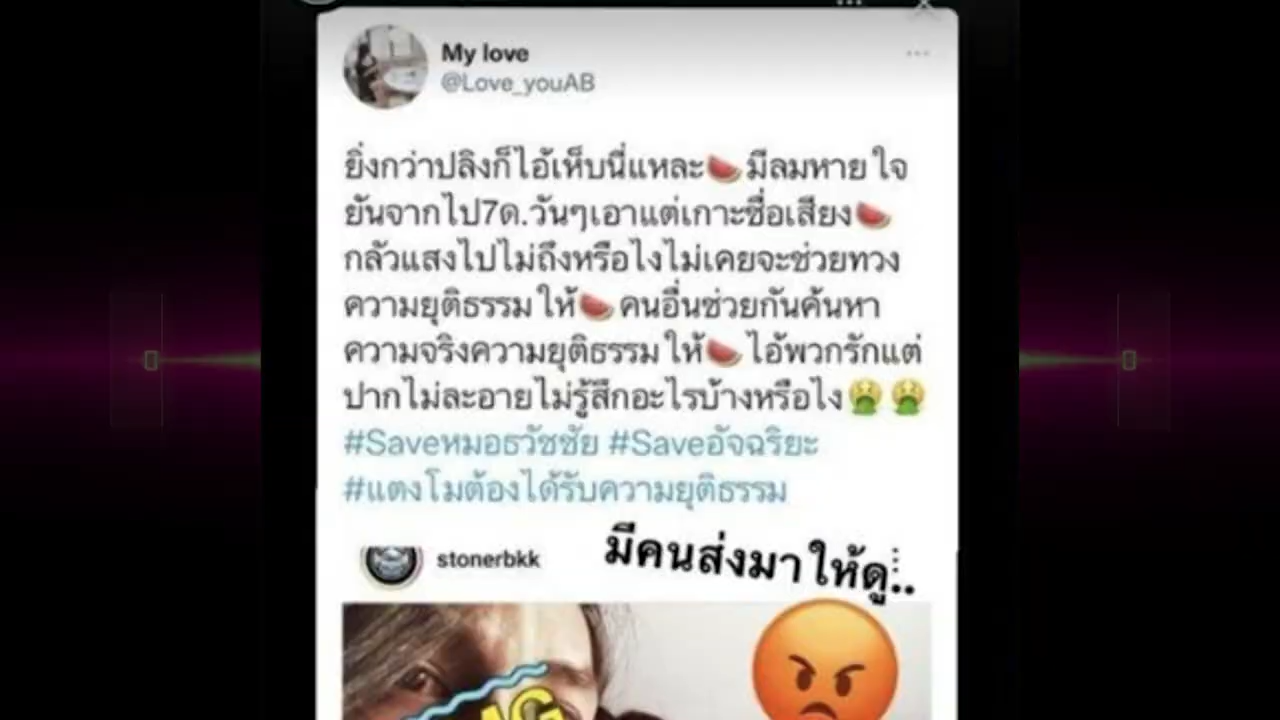 My love
@Love_youAB
ยิ่งกว่าปลิงก็ไอ้เห็บนี่แหละ🍉มีลมหายใจ
ยันจากไป7ด.วันๆเอาแต่เกาะชื่อเสียง🍉
กลัวแสงไปไม่ถึงหรือไงไม่เคยจะช่วยทวง
ความยุติธรรมให้🍉คนอื่นช่วยกันค้นหา
ความจริงความยุติธรรมให้🍉ไอ้พวกรักแต่
ปากไม่ละอายไม่รู้สึกอะไรบ้างหรือไง🤮🤮
#Saveหมอธวัชชัย #Saveอัจฉริยะ
#แตงโมต้องได้รับความยุติธรรม
stonerbkk
มีคนส่งมาให้ดู..